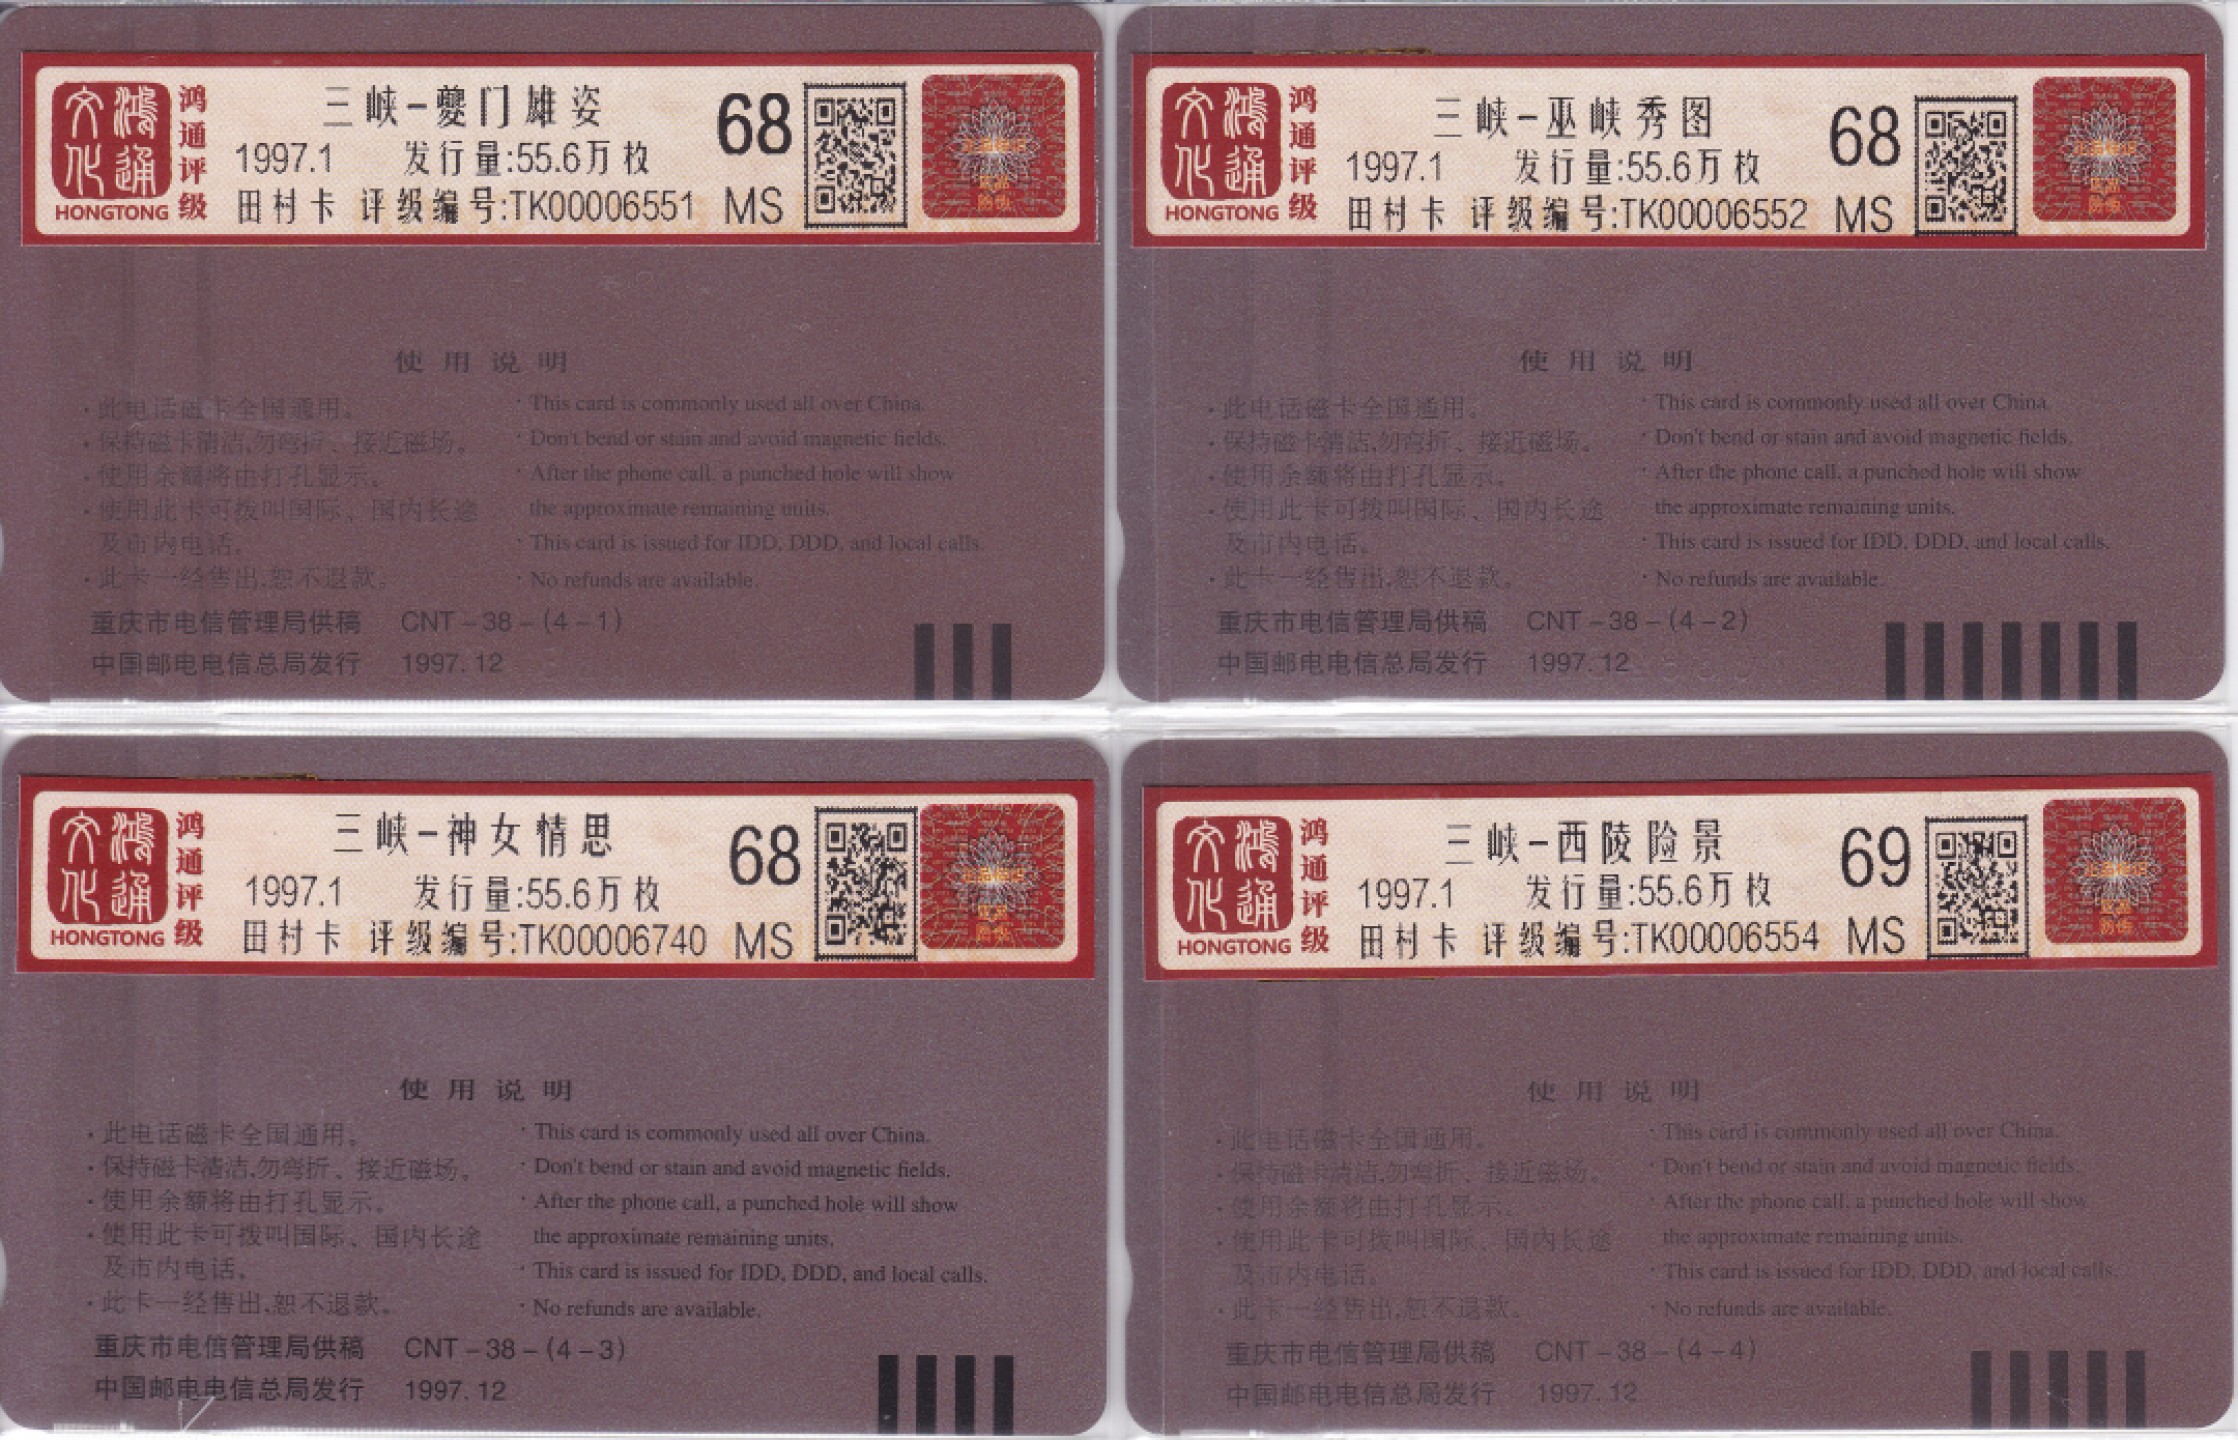 鸿通文化
HONGTONG
鸿通评级
三峡-夔门雄姿
1997.1 发行量:55.6万枚
田村卡 评级编号:TK00006551
68
MS
使用说明
·此电话磁卡全国通用。
·保持磁卡清洁,勿弯折、接近磁场。
·使用余额将由打孔显示。
·使用此卡可拨叫国际、国内长途
及市内电话。
·此卡一经售出,恕不退款。
· This card is commonly used all over China.
· Don't bend or stain and avoid magnetic fields.
· After the phone call, a punched hole will show
the approximate remaining units.
· This card is issued for IDD, DDD, and local calls.
· No refunds are available.
重庆市电信管理局供稿 CNT-38-(4-1)
中国邮电电信总局发行 1997.12
鸿通文化
HONGTONG
鸿通评级
三峡-巫峡秀图
1997.1 发行量:55.6万枚
田村卡 评级编号:TK00006552
68
MS
使用说明
·此电话磁卡全国通用。
·保持磁卡清洁,勿弯折、接近磁场。
·使用余额将由打孔显示。
·使用此卡可拨叫国际、国内长途
及市内电话。
·此卡一经售出,恕不退款。
· This card is commonly used all over China.
· Don't bend or stain and avoid magnetic fields.
· After the phone call, a punched hole will show
the approximate remaining units.
· This card is issued for IDD, DDD, and local calls.
· No refunds are available.
重庆市电信管理局供稿 CNT-38-(4-2)
中国邮电电信总局发行 1997.12
鸿通文化
HONGTONG
鸿通评级
三峡-神女情思
1997.1 发行量:55.6万枚
田村卡 评级编号:TK00006740
68
MS
使用说明
·此电话磁卡全国通用。
·保持磁卡清洁,勿弯折、接近磁场。
·使用余额将由打孔显示。
·使用此卡可拨叫国际、国内长途
及市内电话。
·此卡一经售出,恕不退款。
· This card is commonly used all over China.
· Don't bend or stain and avoid magnetic fields.
· After the phone call, a punched hole will show
the approximate remaining units.
· This card is issued for IDD, DDD, and local calls.
· No refunds are available.
重庆市电信管理局供稿 CNT-38-(4-3)
中国邮电电信总局发行 1997.12
鸿通文化
HONGTONG
鸿通评级
三峡-西陵险景
1997.1 发行量:55.6万枚
田村卡 评级编号:TK00006554
69
MS
使用说明
·此电话磁卡全国通用。
·保持磁卡清洁,勿弯折、接近磁场。
·使用余额将由打孔显示。
·使用此卡可拨叫国际、国内长途
及市内电话。
·此卡一经售出,恕不退款。
· This card is commonly used all over China.
· Don't bend or stain and avoid magnetic fields.
· After the phone call, a punched hole will show
the approximate remaining units.
· This card is issued for IDD, DDD, and local calls.
· No refunds are available.
重庆市电信管理局供稿 CNT-38-(4-4)
中国邮电电信总局发行 1997.12